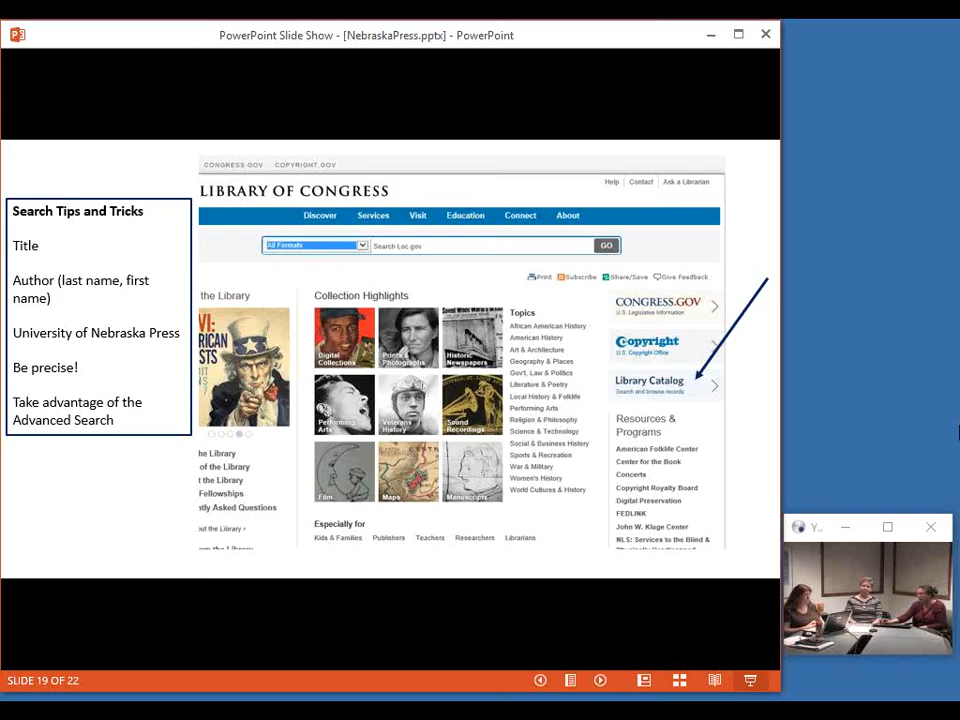 PowerPoint Slide Show - [NebraskaPress.pptx] - PowerPoint
Search Tips and Tricks
Title
Author (last name, first
name)
University of Nebraska Press
Be precise!
Take advantage of the
Advanced Search
CONGRESS.GOV COPYRIGHT.GOV
LIBRARY OF CONGRESS
Help Contact Ask a Librarian
Discover Services Visit Education Connect About
All Formats Search Loc.gov GO
Print Subscribe Share/Save Give Feedback
the Library
Collection Highlights
Digital
Collections
Prints &
Photographs
Historic
Newspapers
Performing
Arts
Veterans
History
Sound
Recordings
Film
Maps
Manuscripts
Topics
African American History
American History
Art & Architecture
Geography & Places
Gov't, Law & Politics
Literature & Poetry
Local History & Folklife
Performing Arts
Religion & Philosophy
Science & Technology
Social & Business History
Sports & Recreation
War & Military
Women's History
World Cultures & History
CONGRESS.GOV
U.S. Legislative Information
Copyright
U.S. Copyright Office
Library Catalog
Search and browse records
Resources &
Programs
American Folklife Center
Center for the Book
Concerts
Copyright Royalty Board
Digital Preservation
FEDLINK
John W. Kluge Center
NLS: Services to the Blind &
he Library
of the Library
t the Library
Fellowships
tly Asked Questions
out the Library ›
Especially for
Kids & Families Publishers Teachers Researchers Librarians
Y..
SLIDE 19 OF 22